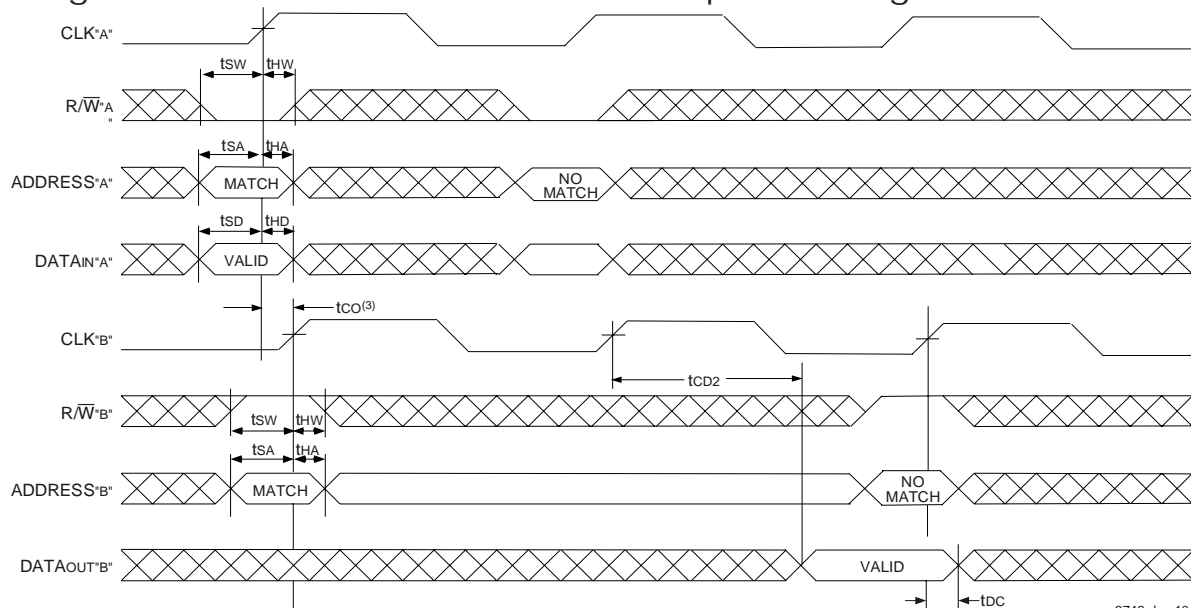 CLK"A"
tSW tHW
R/W̅"A
"
tSA tHA
ADDRESS"A" MATCH NO
MATCH
tSD tHD
DATAIN"A" VALID
tCO(3)
CLK"B"
tCD2
R/W̅"B"
tSW tHW
tSA tHA
ADDRESS"B" MATCH NO
MATCH
DATAOUT"B" VALID
tDC